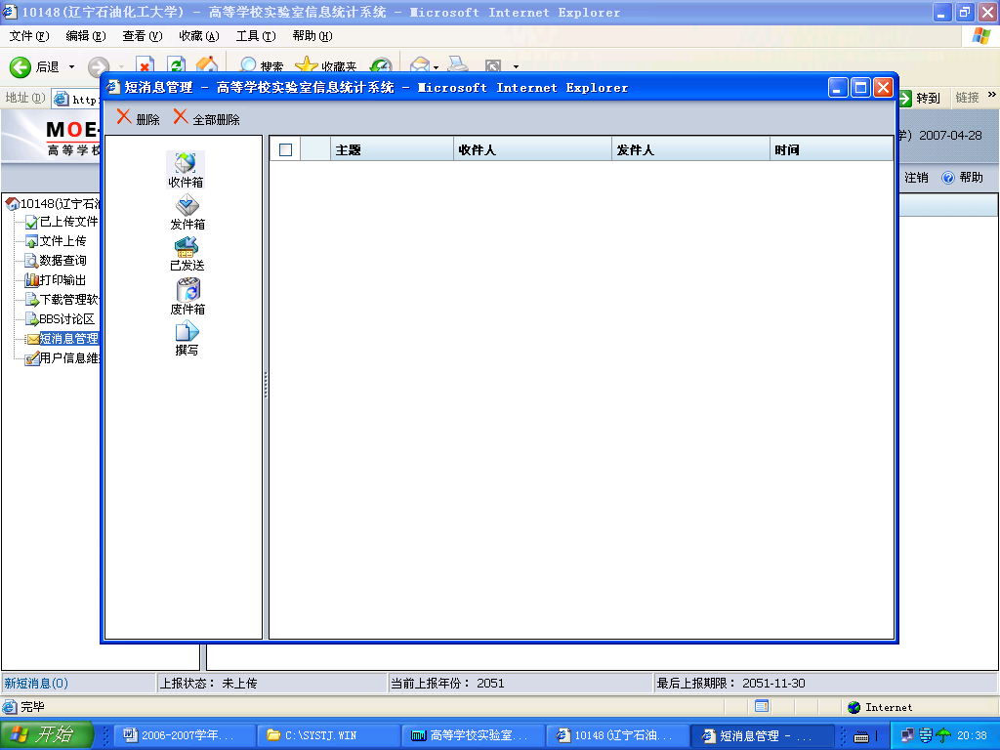 10148(辽宁石油化工大学) - 高等学校实验室信息统计系统 - Microsoft Internet Explorer
文件(F) 编辑(E) 查看(V) 收藏(A) 工具(T) 帮助(H)
后退 搜索 收藏夹
地址(D) http: 转到 链接 »
短消息管理 - 高等学校实验室信息统计系统 - Microsoft Internet Explorer
删除 全部删除
MOE-
高等学校
学) 2007-04-28
注销 帮助
主题 收件人 发件人 时间
收件箱
发件箱
已发送
废件箱
撰写
10148(辽宁石油
已上传文件
文件上传
数据查询
打印输出
下载管理软件
BBS讨论区
短消息管理
用户信息维
新短消息(0) 上报状态： 未上传 当前上报年份： 2051 最后上报期限： 2051-11-30
完毕 Internet
开始 2006-2007学年... C:\SYSTJ.WIN 高等学校实验室... 10148(辽宁石油... 短消息管理 - ... 20:38